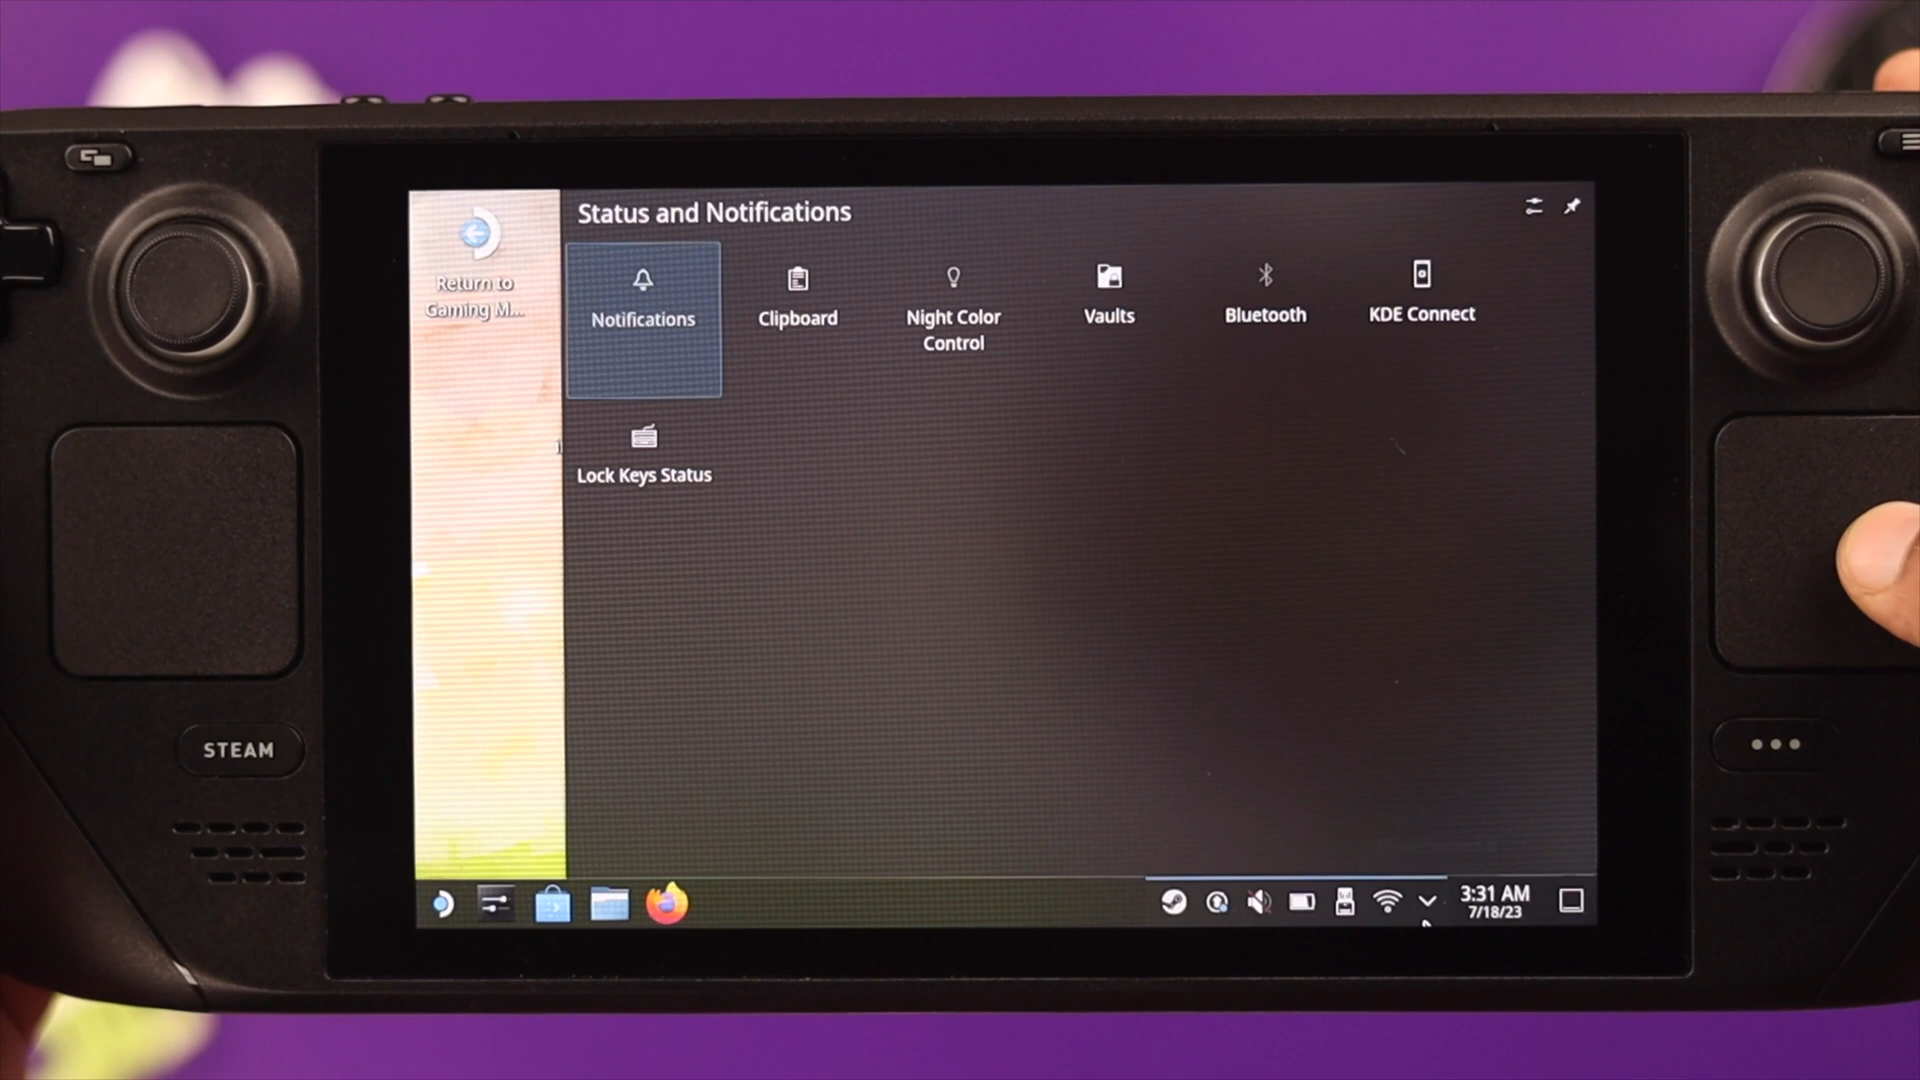 Status and Notifications
Return to
Gaming M...
Notifications
Clipboard
Night Color
Control
Vaults
Bluetooth
KDE Connect
Lock Keys Status
STEAM
3:31 AM
7/18/23